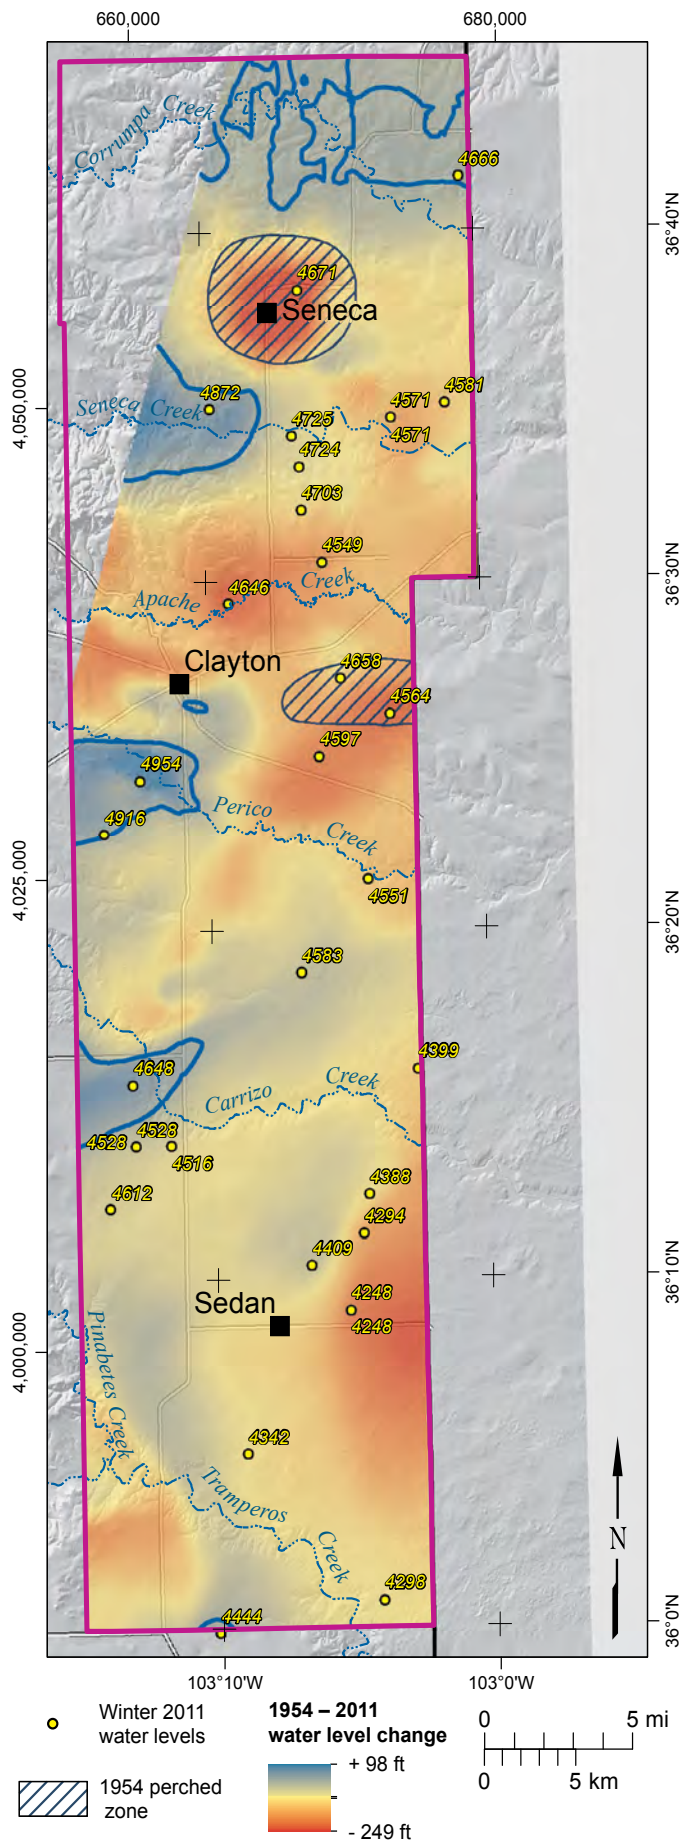 660,000
680,000
Corrumpa Creek
4666
36°40'N
4671
Seneca
4872
4581
4571
4,050,000
Seneca Creek
4725
4571
4724
4703
4549
36°30'N
4646
Apache Creek
Clayton
4658
4564
4597
4954
4916
Perico Creek
4,025,000
4551
36°20'N
4583
4399
4648
Carrizo Creek
4528
4528
4516
4388
4612
4294
4409
36°10'N
Sedan
4248
4248
4,000,000
Pinabetes Creek
4342
Tramperos Creek
N
4298
4444
36°0'N
103°10'W
103°0'W
Winter 2011
water levels
1954 perched
zone
1954 – 2011
water level change
+ 98 ft
- 249 ft
0
5 mi
0
5 km